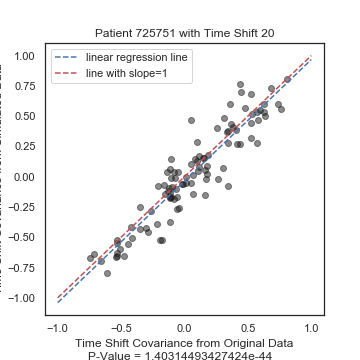 Patient 725751 with Time Shift 20
linear regression line
line with slope=1
1.00
0.75
0.50
0.25
0.00
−0.25
−0.50
−0.75
−1.00
−1.0
−0.5
0.0
0.5
1.0
Time Shift Covariance from Original Data
P-Value = 1.40314493427424e-44